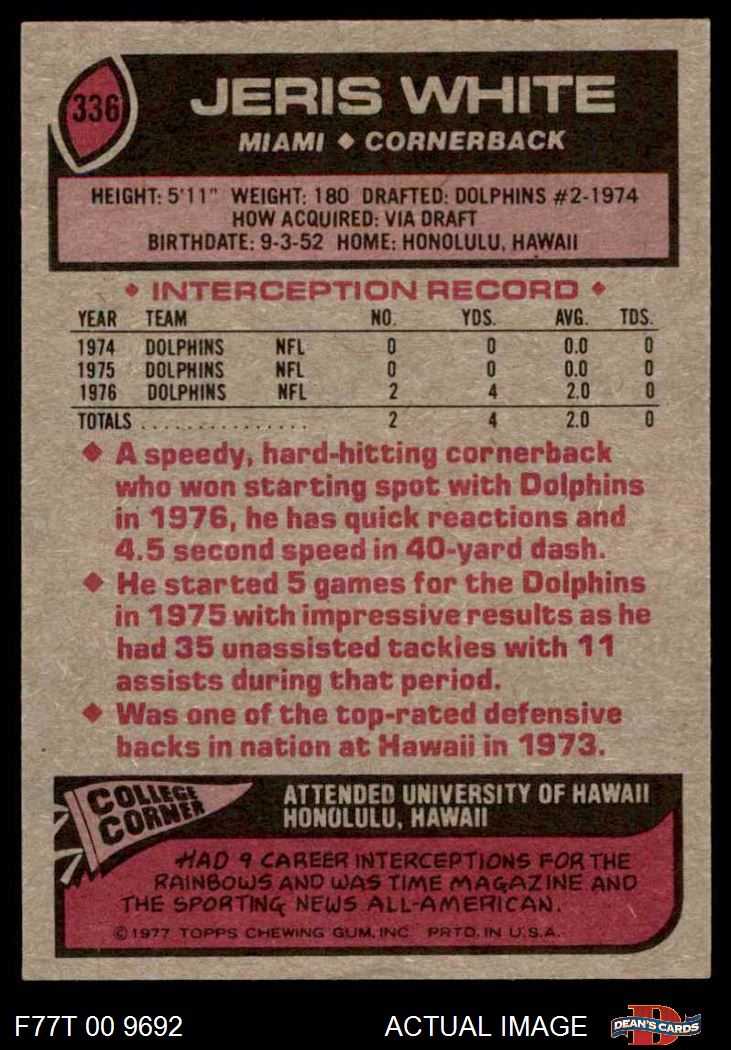 336
JERIS WHITE
MIAMI ◆ CORNERBACK
HEIGHT: 5'11" WEIGHT: 180 DRAFTED: DOLPHINS #2-1974
HOW ACQUIRED: VIA DRAFT
BIRTHDATE: 9-3-52 HOME: HONOLULU, HAWAII
◆ INTERCEPTION RECORD ◆
YEAR TEAM NO. YDS. AVG. TDS.
1974 DOLPHINS NFL 0 0 0.0 0
1975 DOLPHINS NFL 0 0 0.0 0
1976 DOLPHINS NFL 2 4 2.0 0
TOTALS ............... 2 4 2.0 0
◆ A speedy, hard-hitting cornerback
who won starting spot with Dolphins
in 1976, he has quick reactions and
4.5 second speed in 40-yard dash.
◆ He started 5 games for the Dolphins
in 1975 with impressive results as he
had 35 unassisted tackles with 11
assists during that period.
◆ Was one of the top-rated defensive
backs in nation at Hawaii in 1973.
COLLEGE
CORNER
ATTENDED UNIVERSITY OF HAWAII
HONOLULU, HAWAII
HAD 9 CAREER INTERCEPTIONS FOR THE
RAINBOWS AND WAS TIME MAGAZINE AND
THE SPORTING NEWS ALL-AMERICAN.
© 1977 TOPPS CHEWING GUM, INC. PRTD. IN U.S.A.
F77T 00 9692
ACTUAL IMAGE
D
DEAN'S CARDS